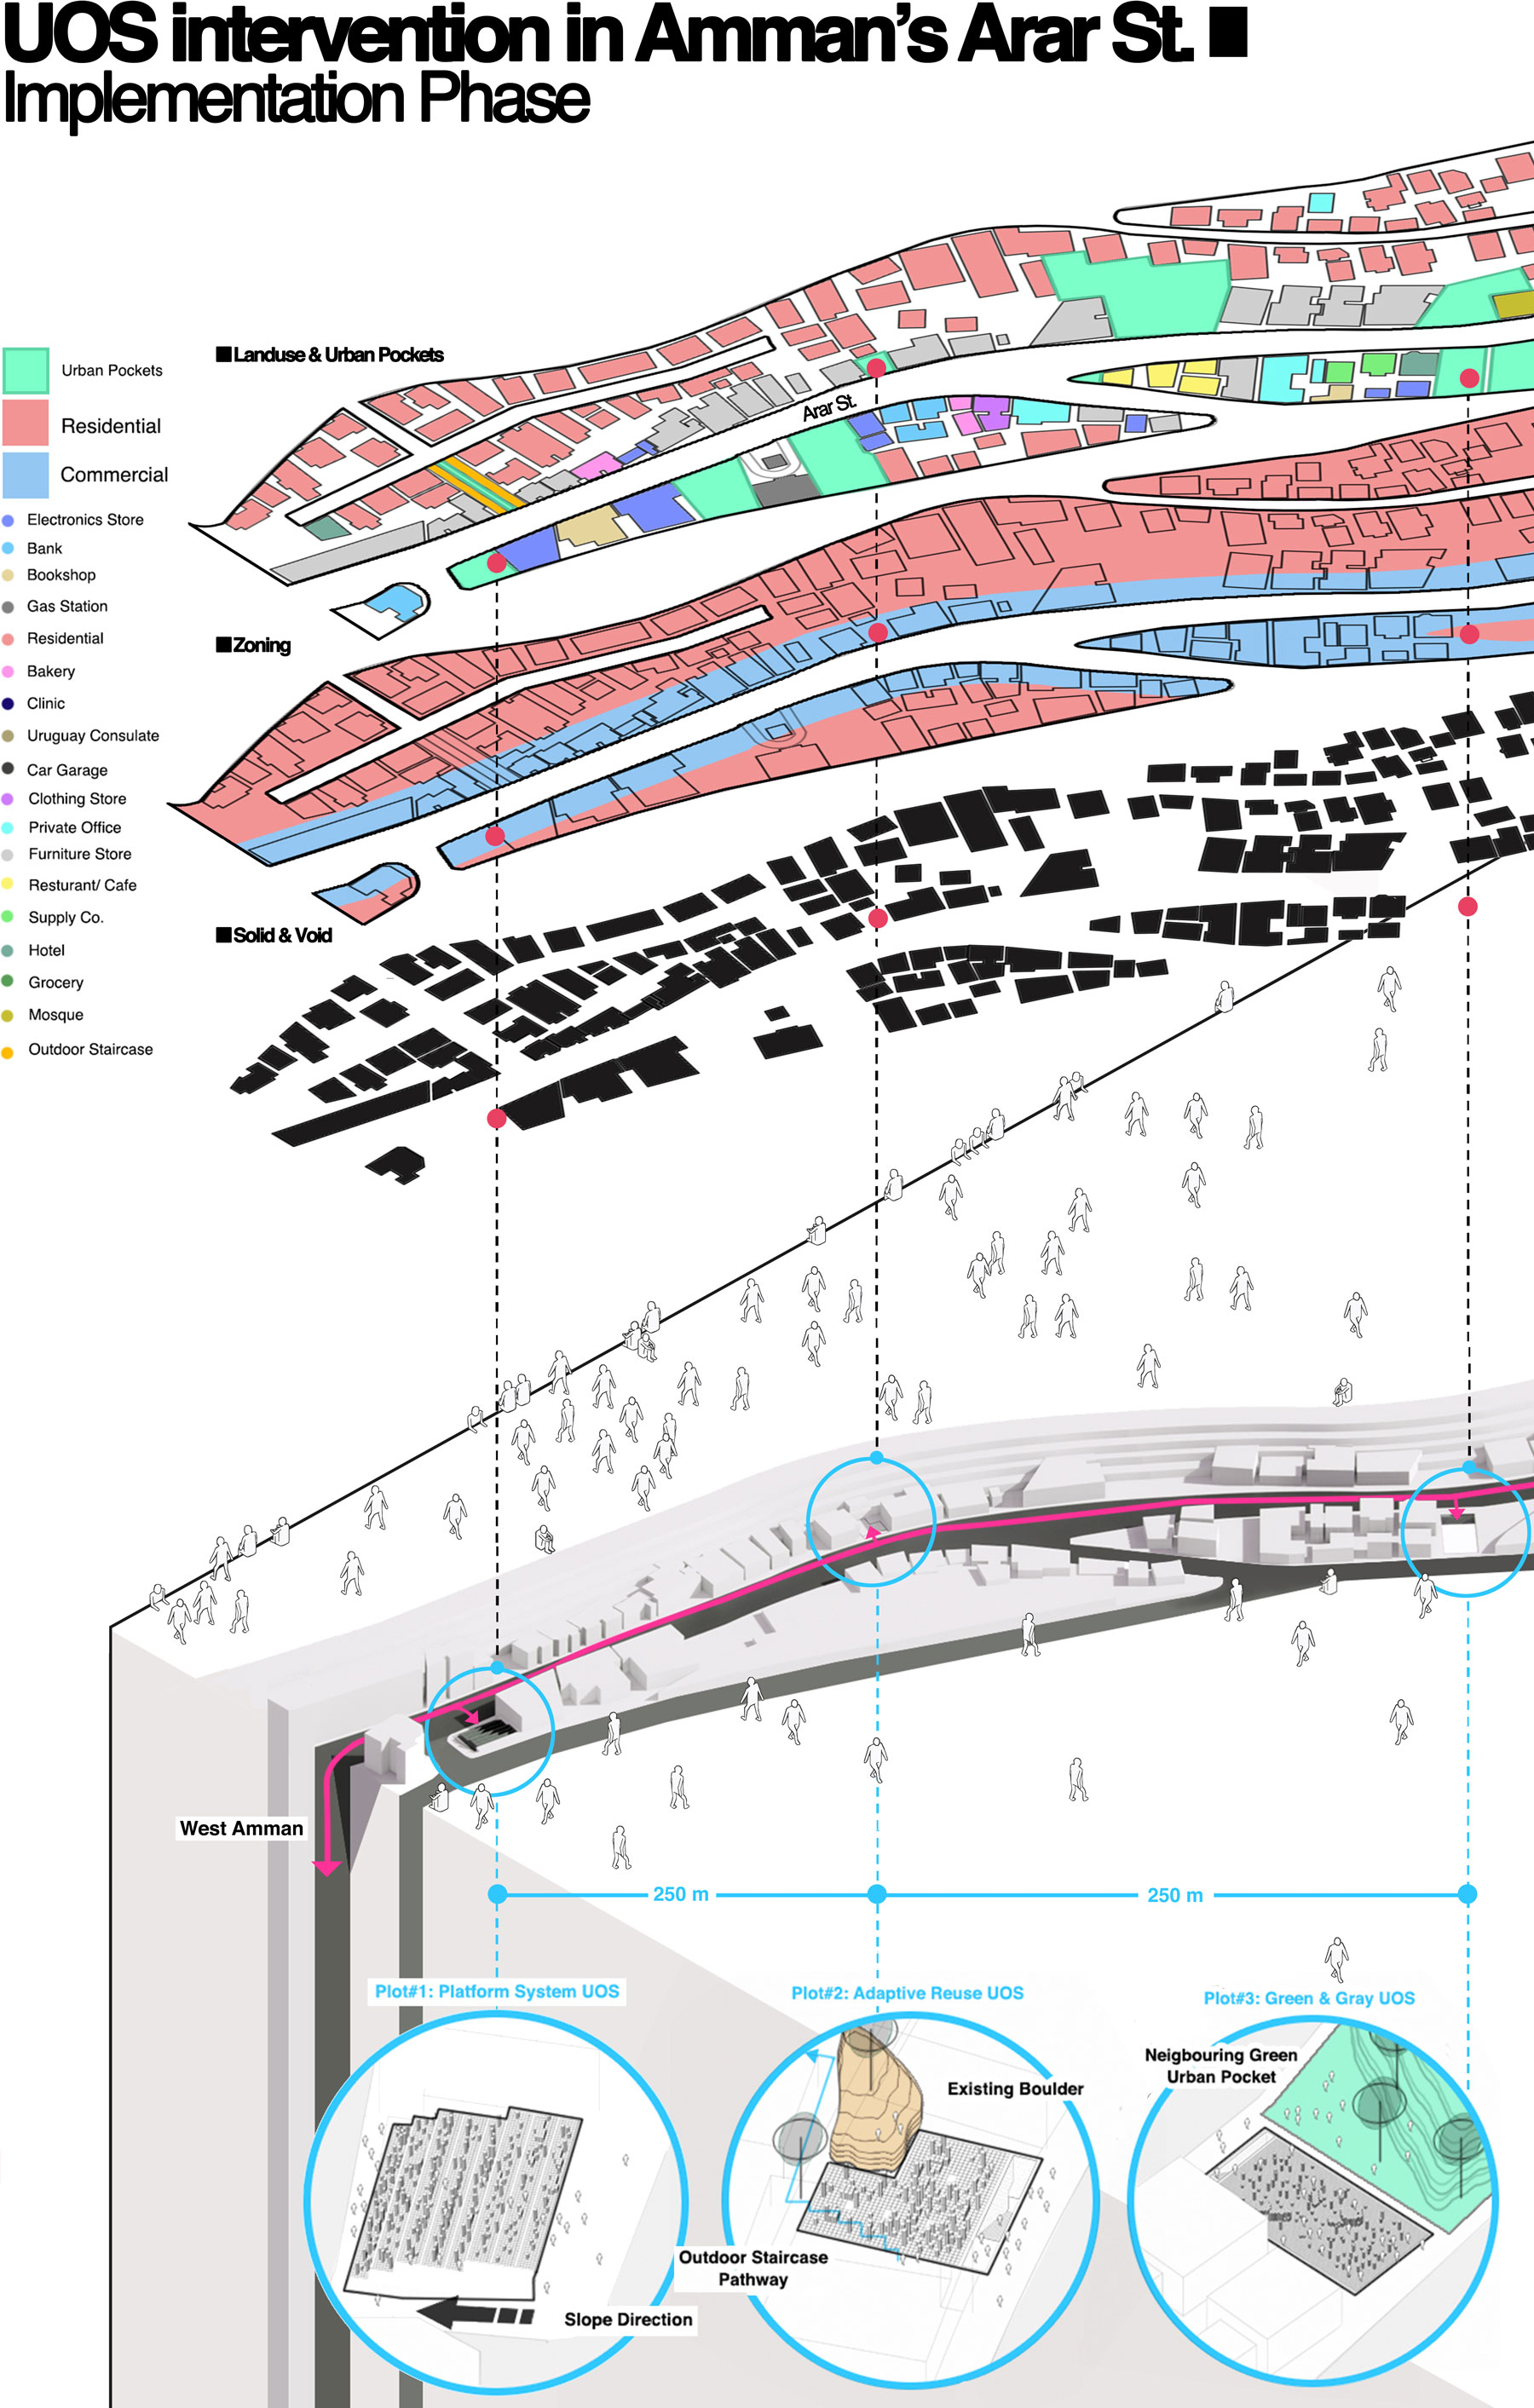 UOS intervention in Amman's Arar St.
Implementation Phase
Landuse & Urban Pockets
Urban Pockets
Residential
Commercial
Arar St.
Electronics Store
Bank
Bookshop
Gas Station
Residential
Bakery
Clinic
Uruguay Consulate
Car Garage
Clothing Store
Private Office
Furniture Store
Resturant/ Cafe
Supply Co.
Hotel
Grocery
Mosque
Outdoor Staircase
Zoning
Solid & Void
West Amman
250 m
250 m
Plot#1: Platform System UOS
Plot#2: Adaptive Reuse UOS
Plot#3: Green & Gray UOS
Neigbouring Green
Urban Pocket
Existing Boulder
Outdoor Staircase
Pathway
Slope Direction